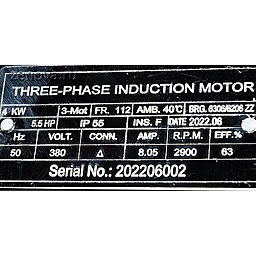 THREE-PHASE INDUCTION MOTOR
4 KW 3-Mot FR. 112 AMB. 40°C BRG. 6306/6206 ZZ
5.5 HP IP 55 INS. F DATE 2022.06
HZ VOLT. CONN. AMP. R.P.M. EFF.%
50 380 Δ 8.05 2900 63
Serial No.: 202206002